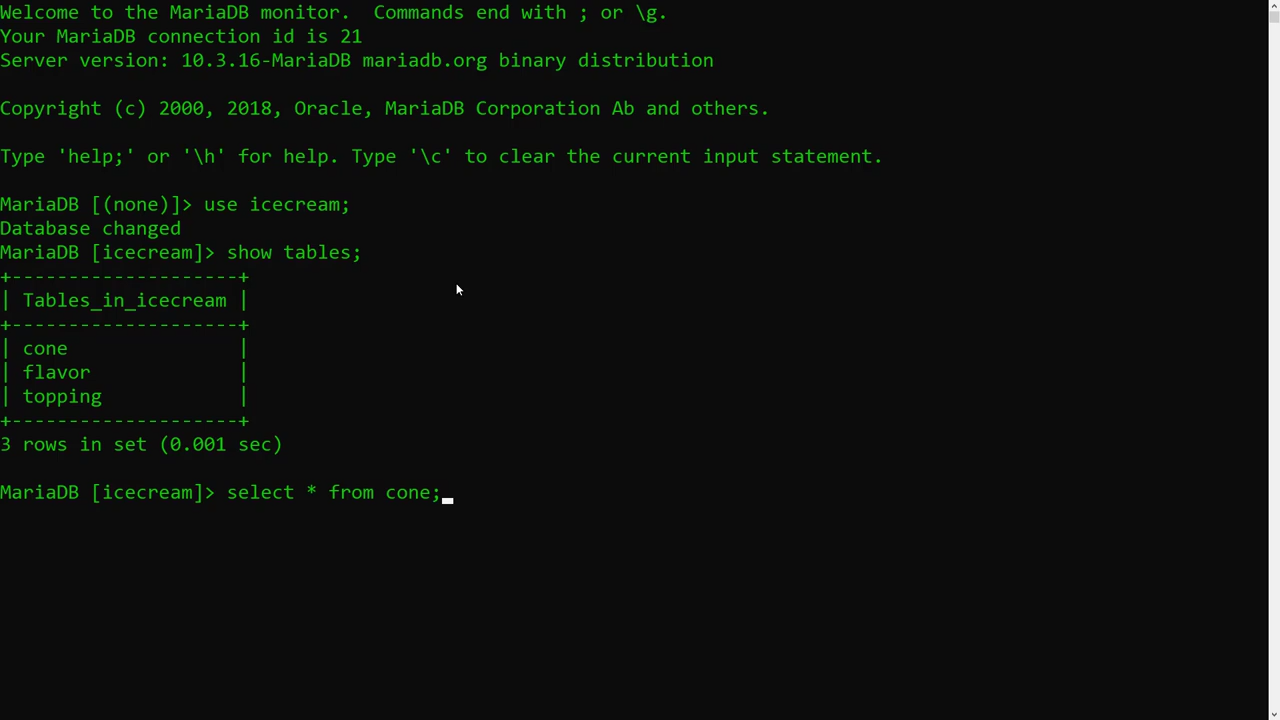 Welcome to the MariaDB monitor.  Commands end with ; or \g.
Your MariaDB connection id is 21
Server version: 10.3.16-MariaDB mariadb.org binary distribution
Copyright (c) 2000, 2018, Oracle, MariaDB Corporation Ab and others.
Type 'help;' or '\h' for help. Type '\c' to clear the current input statement.
MariaDB [(none)]> use icecream;
Database changed
MariaDB [icecream]> show tables;
+--------------------+
| Tables_in_icecream |
+--------------------+
| cone               |
| flavor             |
| topping            |
+--------------------+
3 rows in set (0.001 sec)
MariaDB [icecream]> select * from cone;